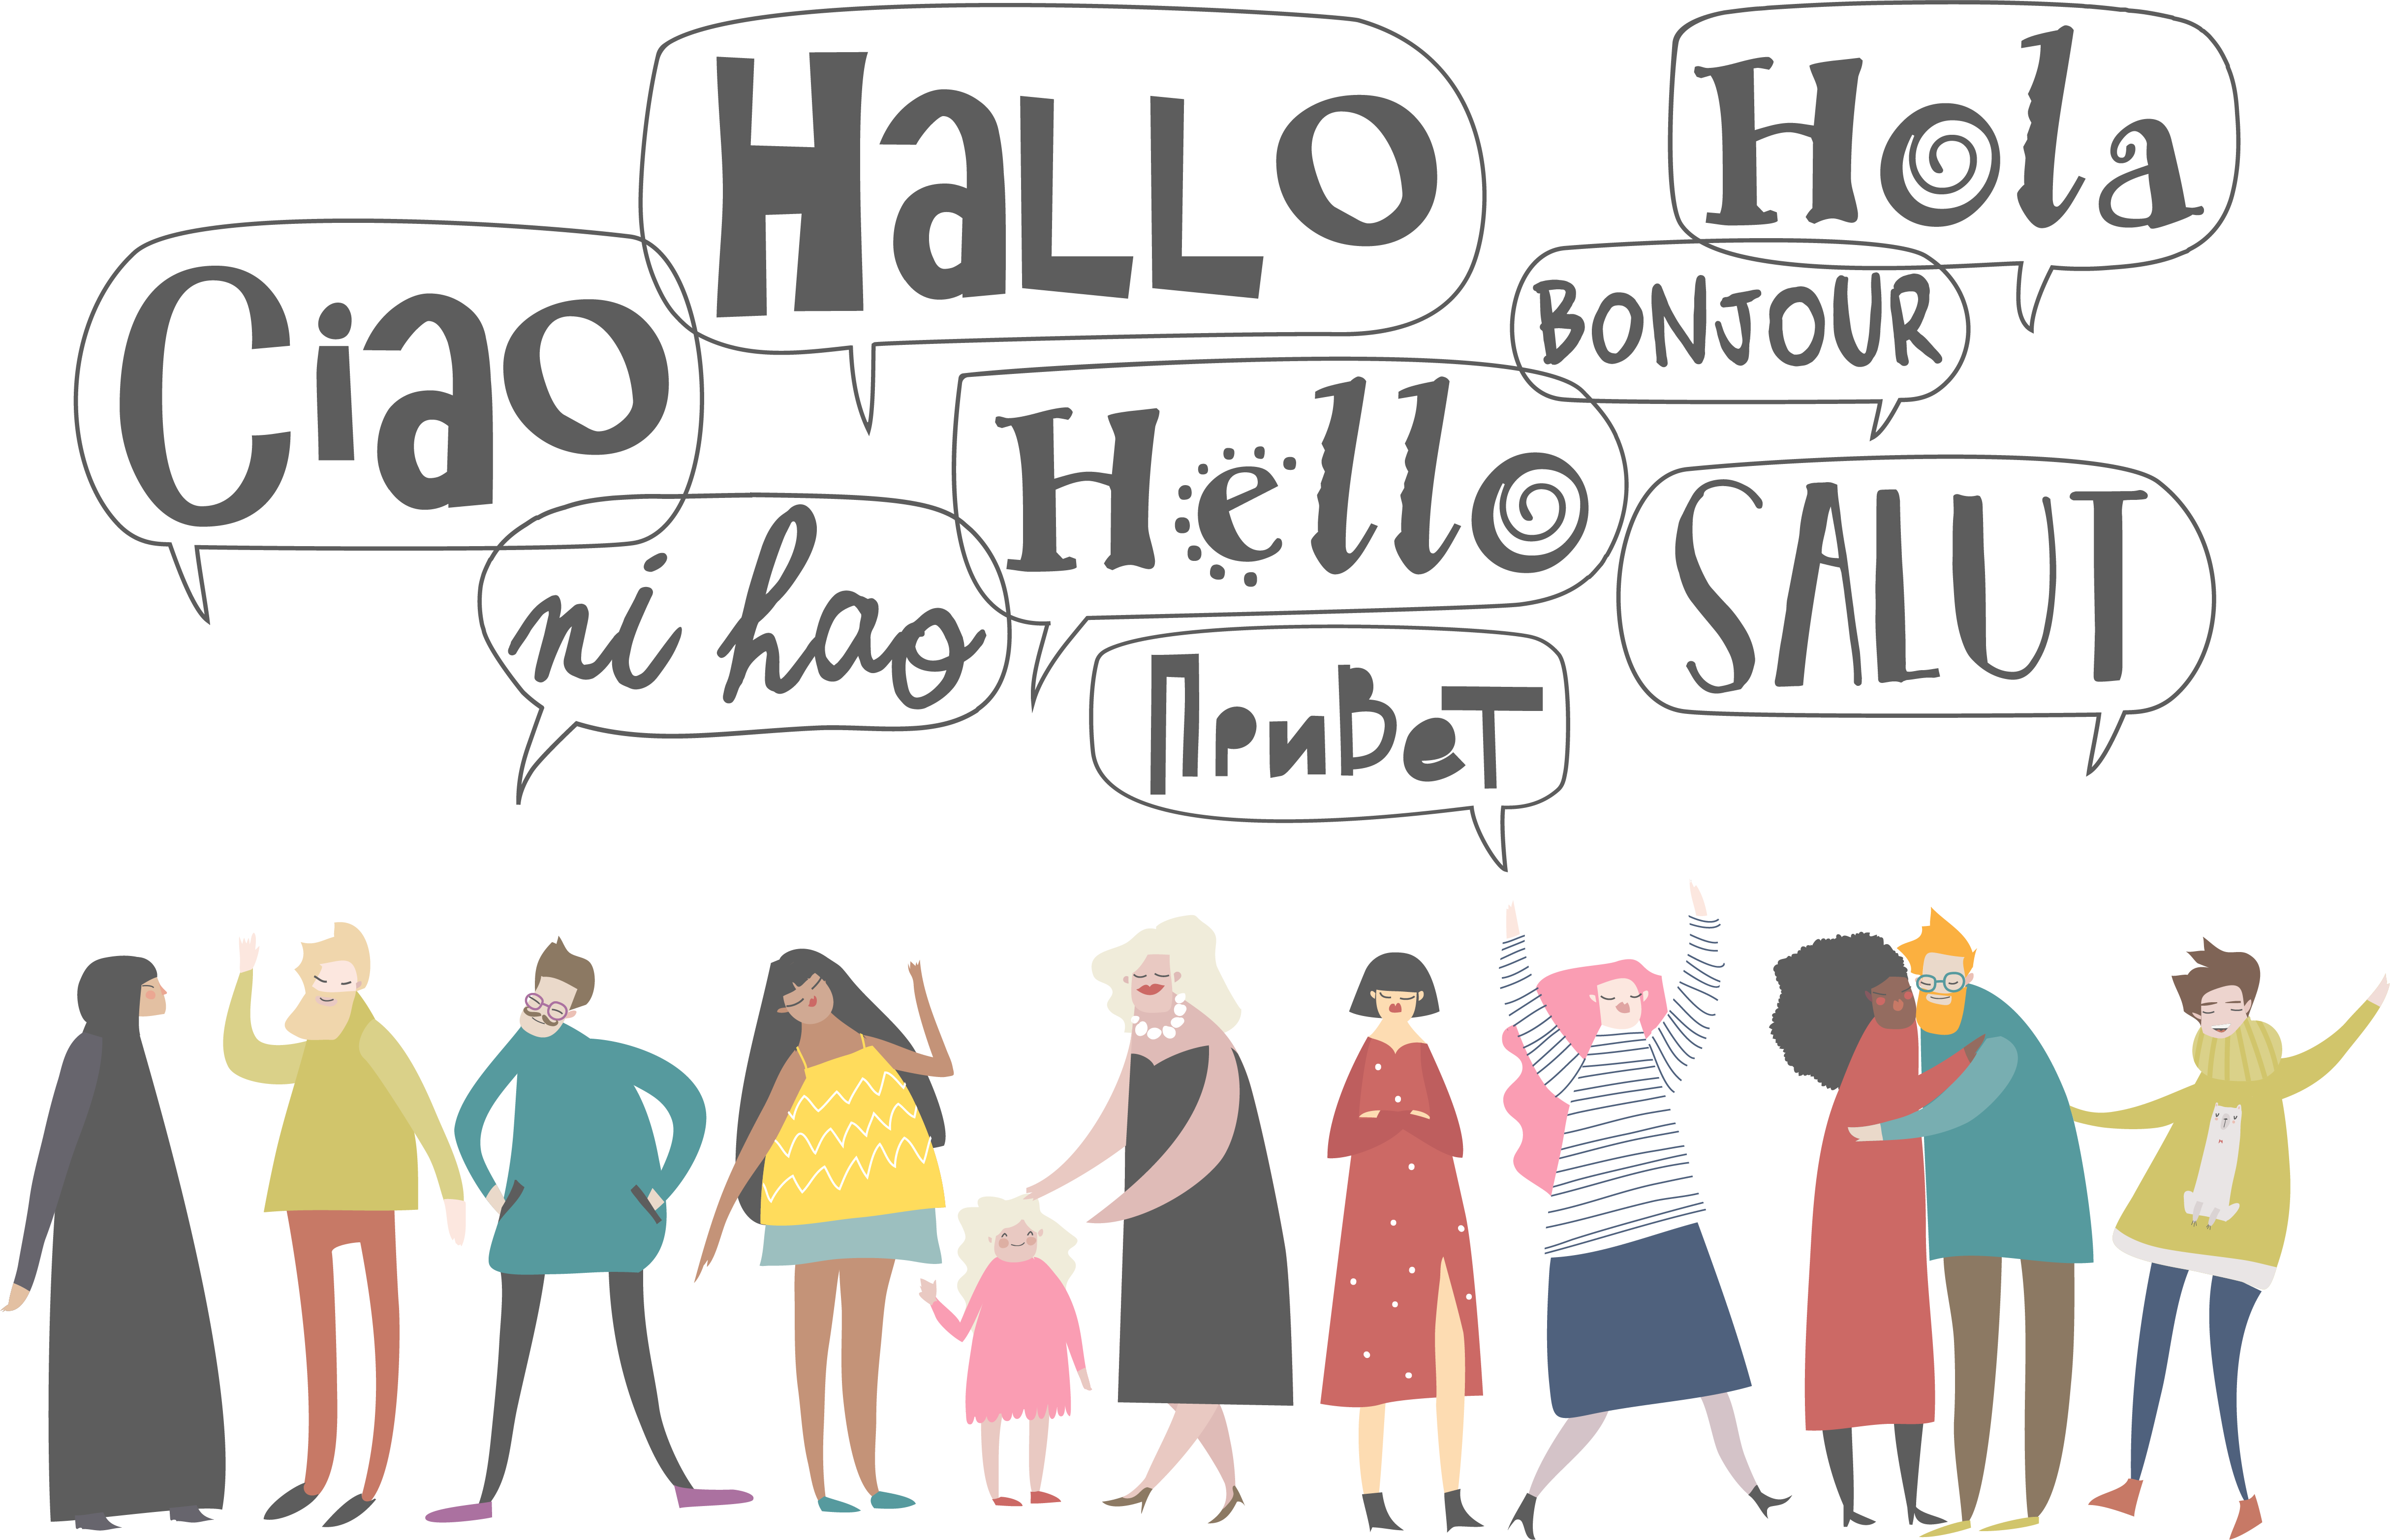 Hallo
Hola
Ciao
BONJOUR
Hello
SALUT
ni hao
Привет